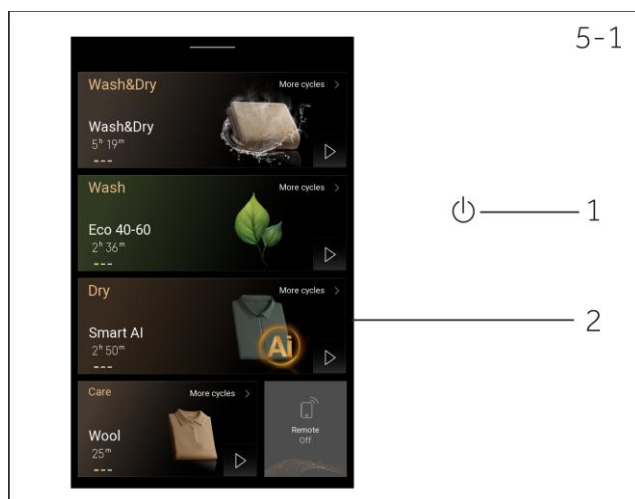 5-1
Wash&Dry
More cycles >
Wash&Dry
5h 19m
Wash
More cycles >
Eco 40-60
2h 36m
1
Dry
More cycles >
Smart AI
2h 50m
Ai
2
Care
More cycles >
Wool
25m
Remote
Off